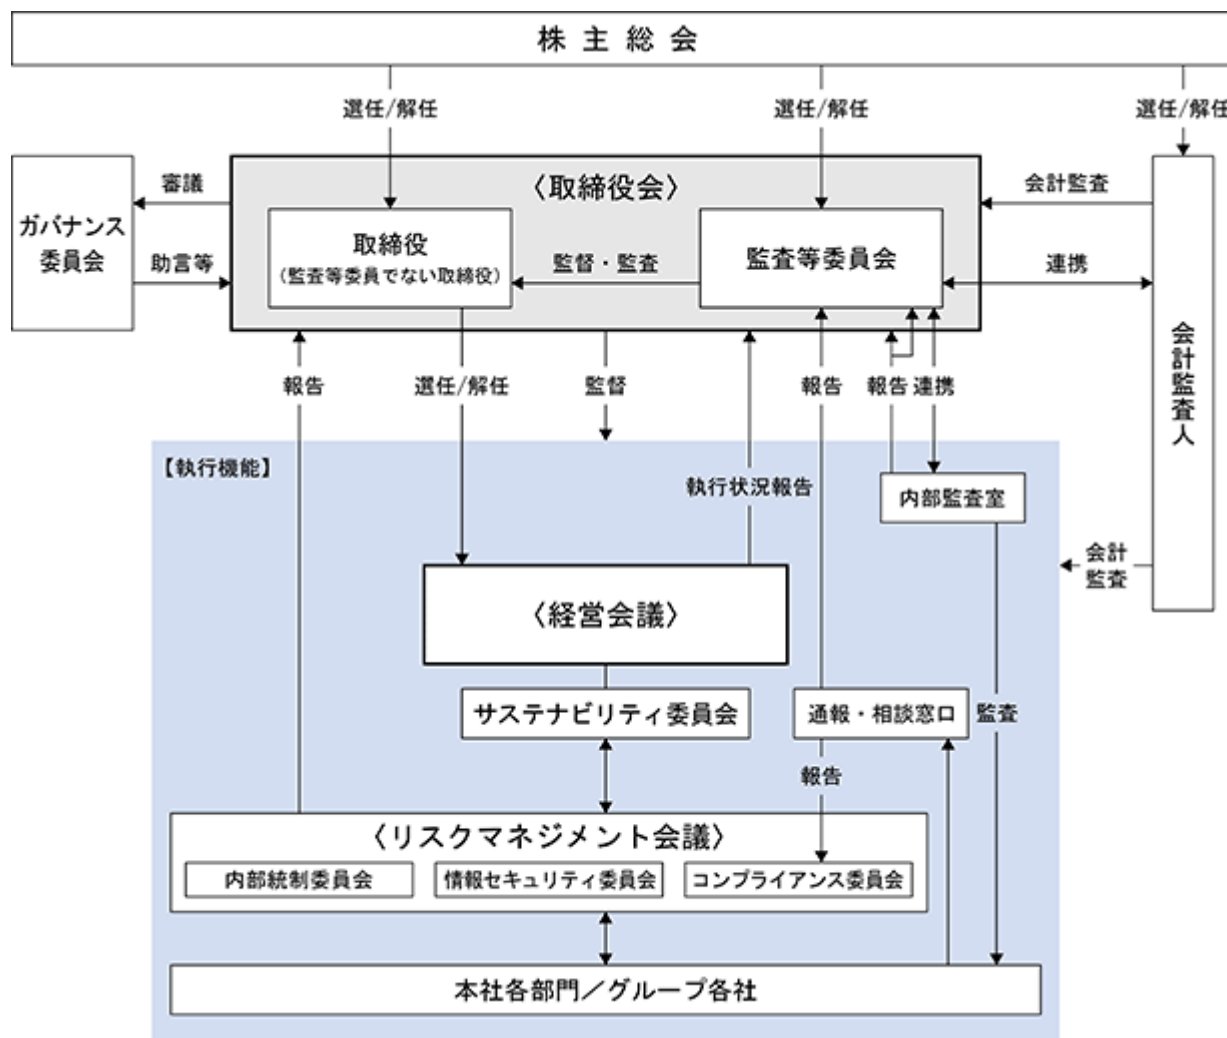 株主総会
選任/解任
選任/解任
選任/解任
ガバナンス
委員会
審議
助言等
〈取締役会〉
取締役
(監査等委員でない取締役)
監督・監査
監査等委員会
会計監査
連携
会計監査人
報告
選任/解任
監督
報告
報告
連携
【執行機能】
執行状況報告
内部監査室
会計
監査
〈経営会議〉
サステナビリティ委員会
通報・相談窓口
監査
報告
〈リスクマネジメント会議〉
内部統制委員会
情報セキュリティ委員会
コンプライアンス委員会
本社各部門／グループ各社